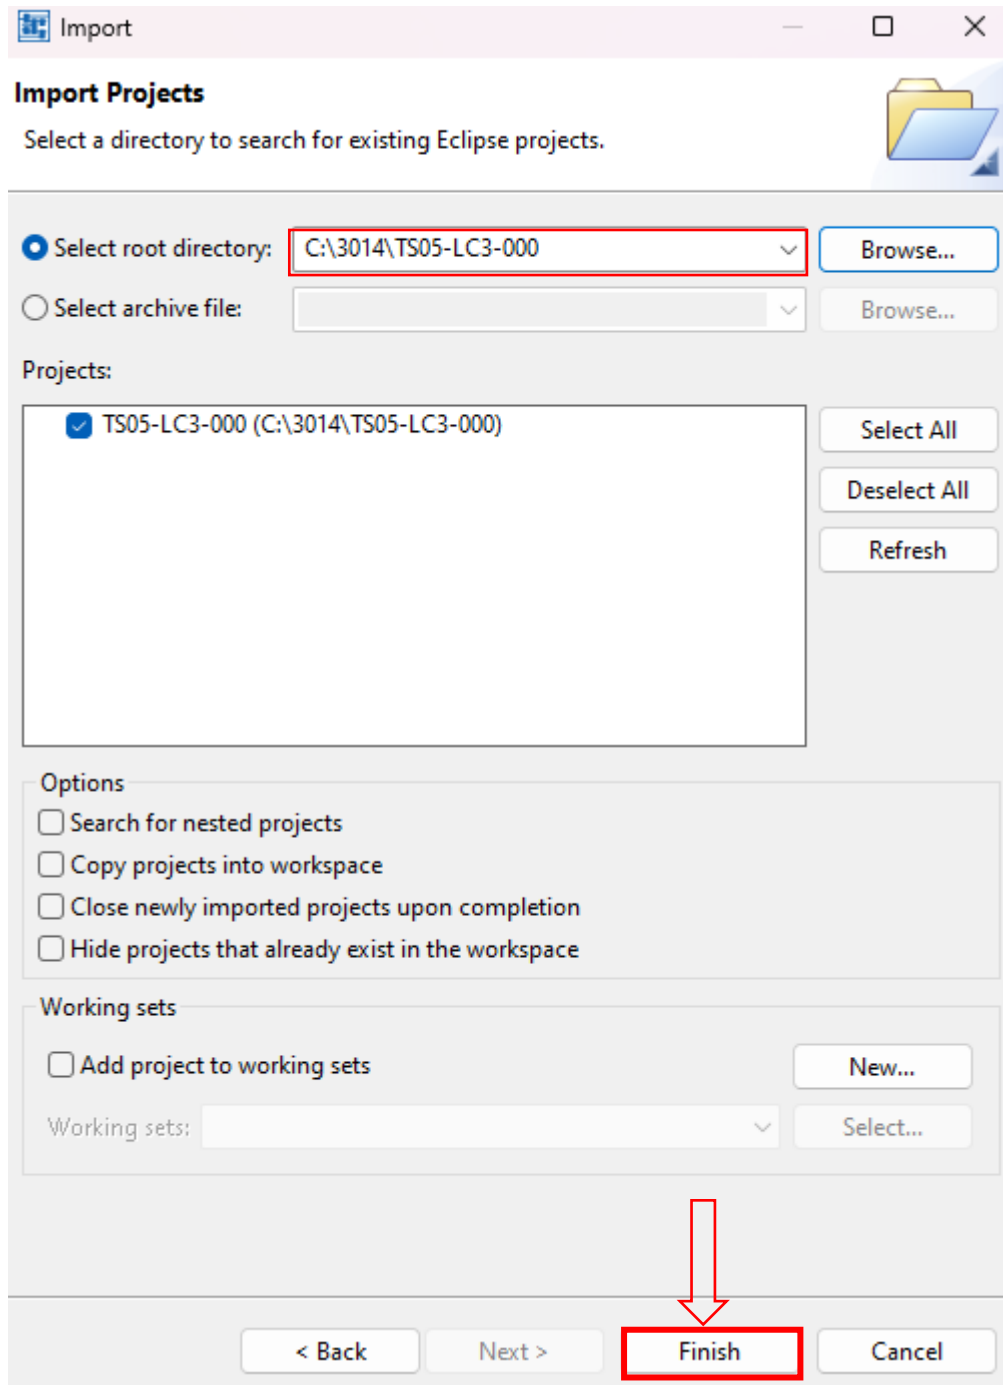 Import
Import Projects
Select a directory to search for existing Eclipse projects.
Select root directory: C:\3014\TS05-LC3-000 Browse...
Select archive file: Browse...
Projects:
TS05-LC3-000 (C:\3014\TS05-LC3-000)
Select All
Deselect All
Refresh
Options
Search for nested projects
Copy projects into workspace
Close newly imported projects upon completion
Hide projects that already exist in the workspace
Working sets
Add project to working sets New...
Working sets: Select...
< Back Next > Finish Cancel